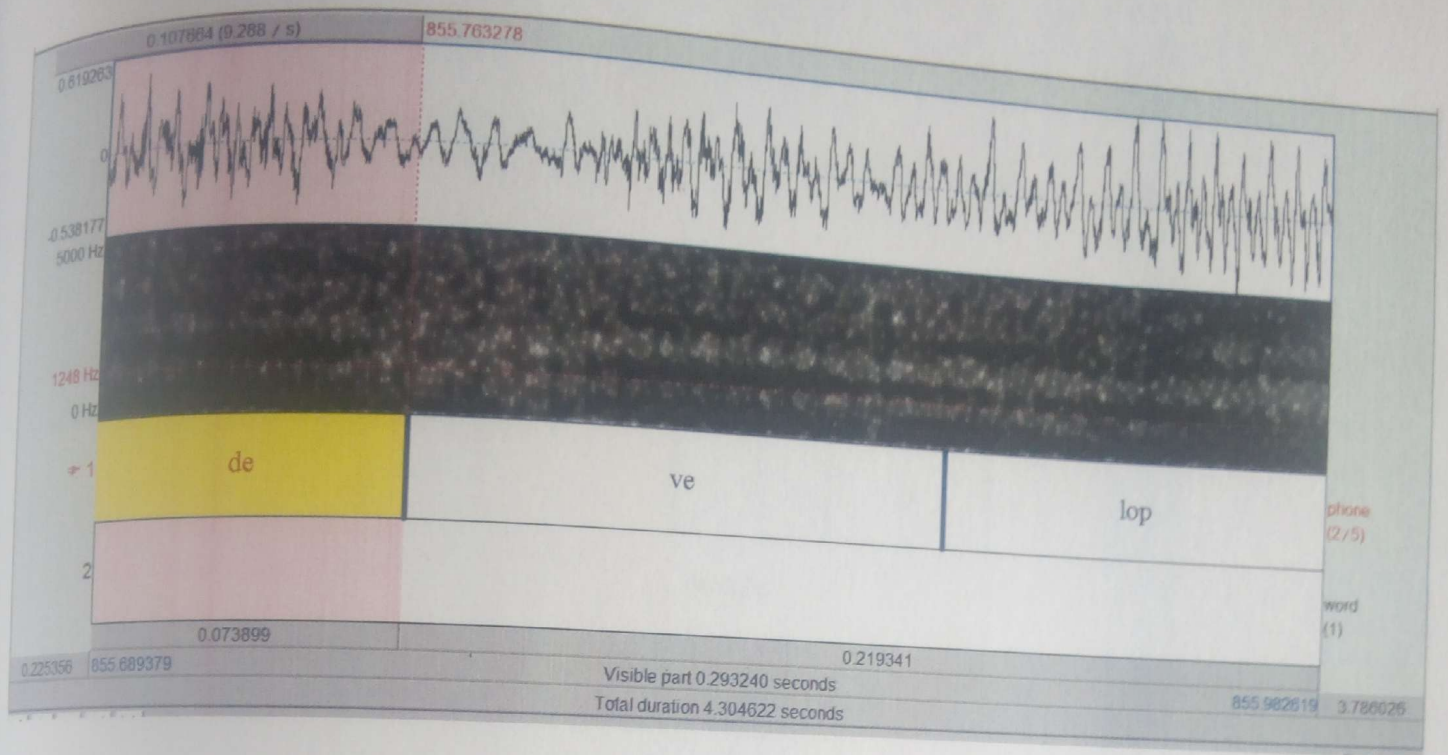 0.107664 (9.288 / s) 855.763278
0.619263
0
-0.538177
5000 Hz
1248 Hz
0 Hz
1 de ve lop
phone
(2/5)
2
word
(1)
0.073899 0.219341
0.225356 855.689379 Visible part 0.293240 seconds 855.982619 3.786026
Total duration 4.304622 seconds